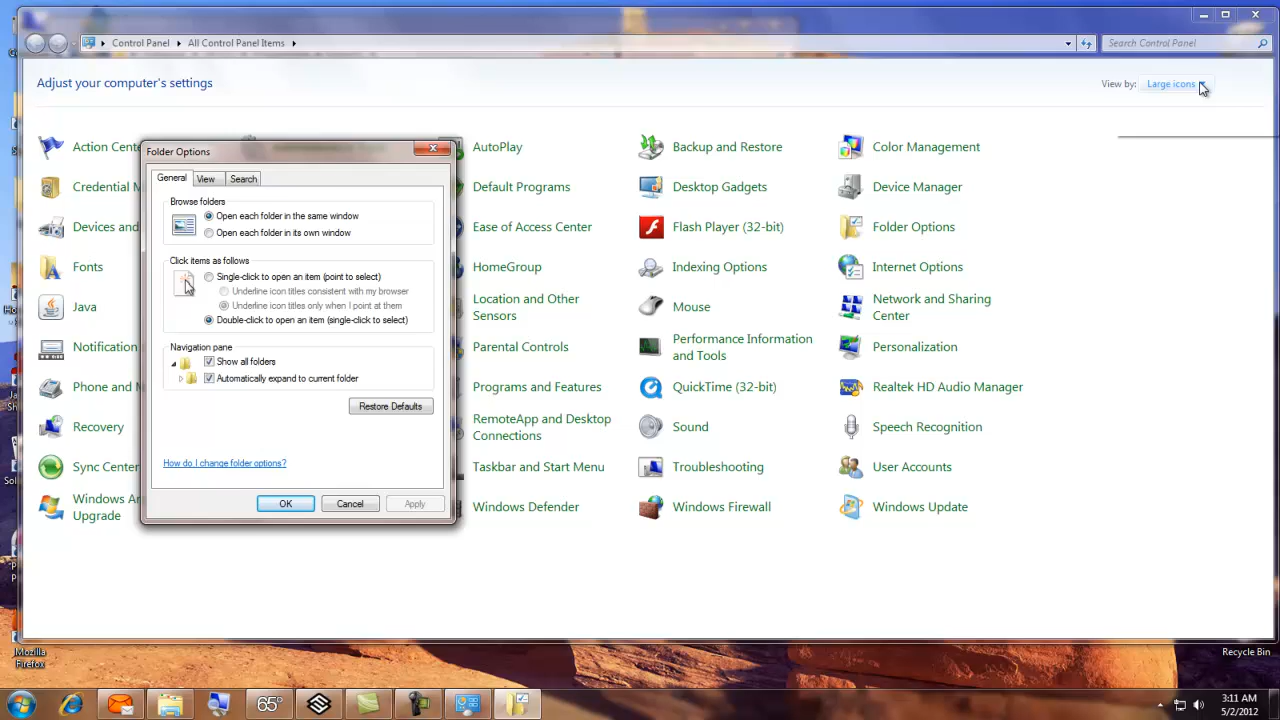 Control Panel
All Control Panel Items
Search Control Panel
Adjust your computer's settings
View by:
Large icons
Action Cente
AutoPlay
Backup and Restore
Color Management
Folder Options
General
View
Search
Browse folders
Open each folder in the same window
Open each folder in its own window
Click items as follows
Single-click to open an item (point to select)
Underline icon titles consistent with my browser
Underline icon titles only when I point at them
Double-click to open an item (single-click to select)
Navigation pane
Show all folders
Automatically expand to current folder
Restore Defaults
How do I change folder options?
OK
Cancel
Apply
Credential M
Default Programs
Desktop Gadgets
Device Manager
Devices and
Ease of Access Center
Flash Player (32-bit)
Folder Options
Fonts
HomeGroup
Indexing Options
Internet Options
Java
Location and Other
Sensors
Mouse
Network and Sharing
Center
Notification
Parental Controls
Performance Information
and Tools
Personalization
Phone and M
Programs and Features
QuickTime (32-bit)
Realtek HD Audio Manager
Recovery
RemoteApp and Desktop
Connections
Sound
Speech Recognition
Sync Center
Taskbar and Start Menu
Troubleshooting
User Accounts
Windows An
Upgrade
Windows Defender
Windows Firewall
Windows Update
Mozilla
Firefox
Recycle Bin
65°
3:11 AM
5/2/2012